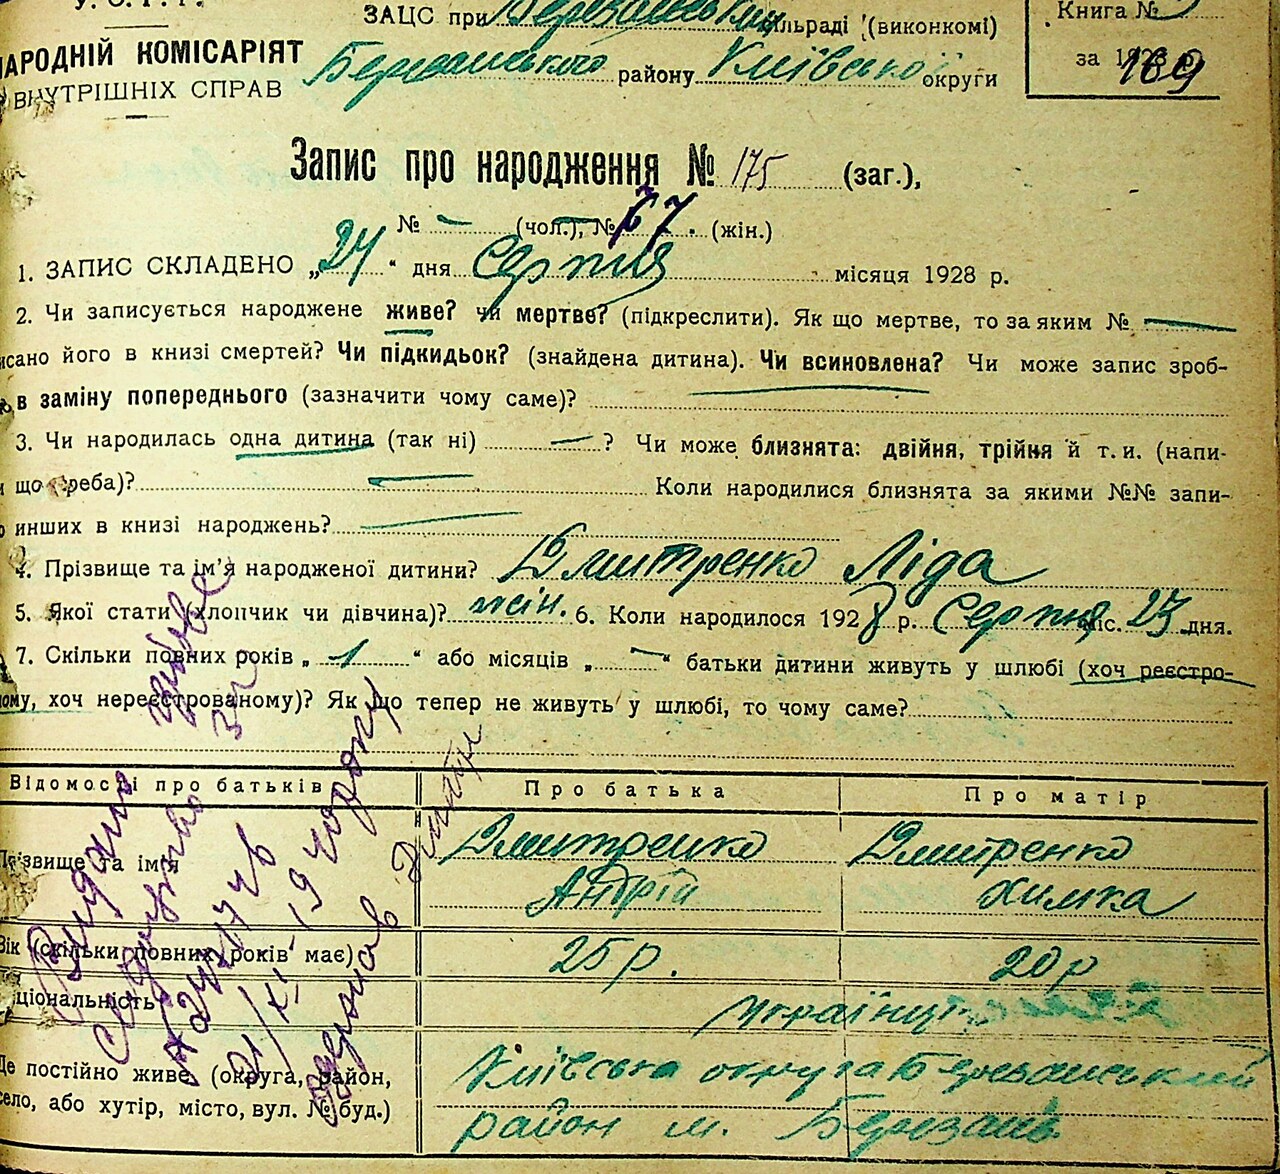 У. С. Р. Р.
НАРОДНІЙ КОМІСАРІЯТ
ВНУТРІШНІХ СПРАВ
ЗАЦС при Березанський сільраді (виконкомі)
Березанського району Київської округи
Книга №
за 1928 р.
169
Запис про народження № 175 (заг.),
№ — (чол.), № 77. (жін.)
1. ЗАПИС СКЛАДЕНО „24“ дня Серпня місяця 1928 р.
2. Чи записується народжене живе? чи мертве? (підкреслити). Як що мертве, то за яким № —
исано його в книзі смертей? Чи підкидьок? (знайдена дитина). Чи всиновлена? Чи може запис зроб-
в заміну попереднього (зазначити чому саме)?
3. Чи народилась одна дитина (так ні) — ? Чи може близнята: двійня, трійня й т. и. (напи-
що треба)? — Коли народилися близнята за якими №№ запи-
инших в книзі народжень? —
4. Прізвище та ім'я народженої дитини? Дмитренко Ліда
5. Якої стати (хлопчик чи дівчина)? жін. 6. Коли народилося 1928 р. Серпня міс. 23 дня.
7. Скільки повних років „ 1 “ або місяців „ — “ батьки дитини живуть у шлюбі (хоч реєстро-
ному, хоч нереєстрованому)? Як що тепер не живуть у шлюбі, то чому саме?
Відомості про батьків Про батька Про матір
Прізвище та ім'я Дмитренко Дмитренко
Андрій Химка
Вік (скільки повних років має) 25 р. 20 р
ціональність Українці
Де постійно живе (округа, район, Київська округа Березанський
село, або хутір, місто, вул. № буд.) район м. Березань
Видано